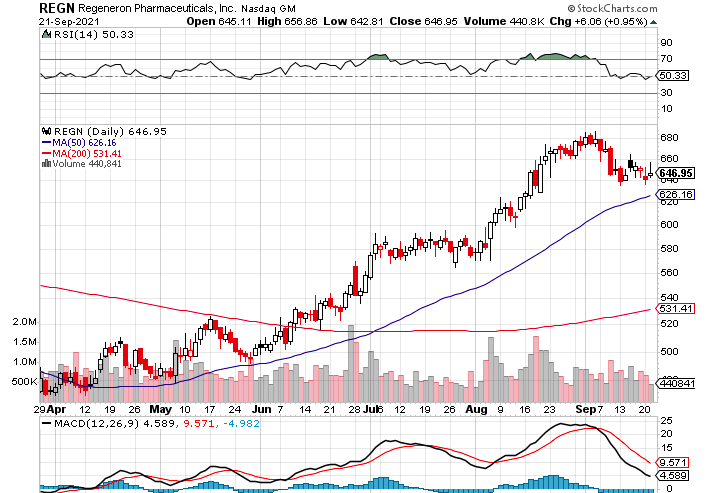 REGN Regeneron Pharmaceuticals, Inc. Nasdaq GM © StockCharts.com
21-Sep-2021 Open 645.11 High 656.86 Low 642.81 Close 646.95 Volume 440.8K Chg +6.06 (+0.95%)
RSI(14) 50.33
90
70
50.33
30
10
REGN (Daily) 646.95
MA(50) 626.16
MA(200) 531.41
Volume 440,841
680
660
646.95
640
626.16
620
600
580
560
540
531.41
520
500
440841
2.0M
1.5M
1.0M
500K
29 Apr 12 19 26 May 10 17 24 Jun 7 14 21 28 Jul 6 12 19 26 Aug 9 16 23 Sep 7 13 20
MACD(12,26,9) 4.589, 9.571, -4.982
25
20
15
9.571
4.589
0